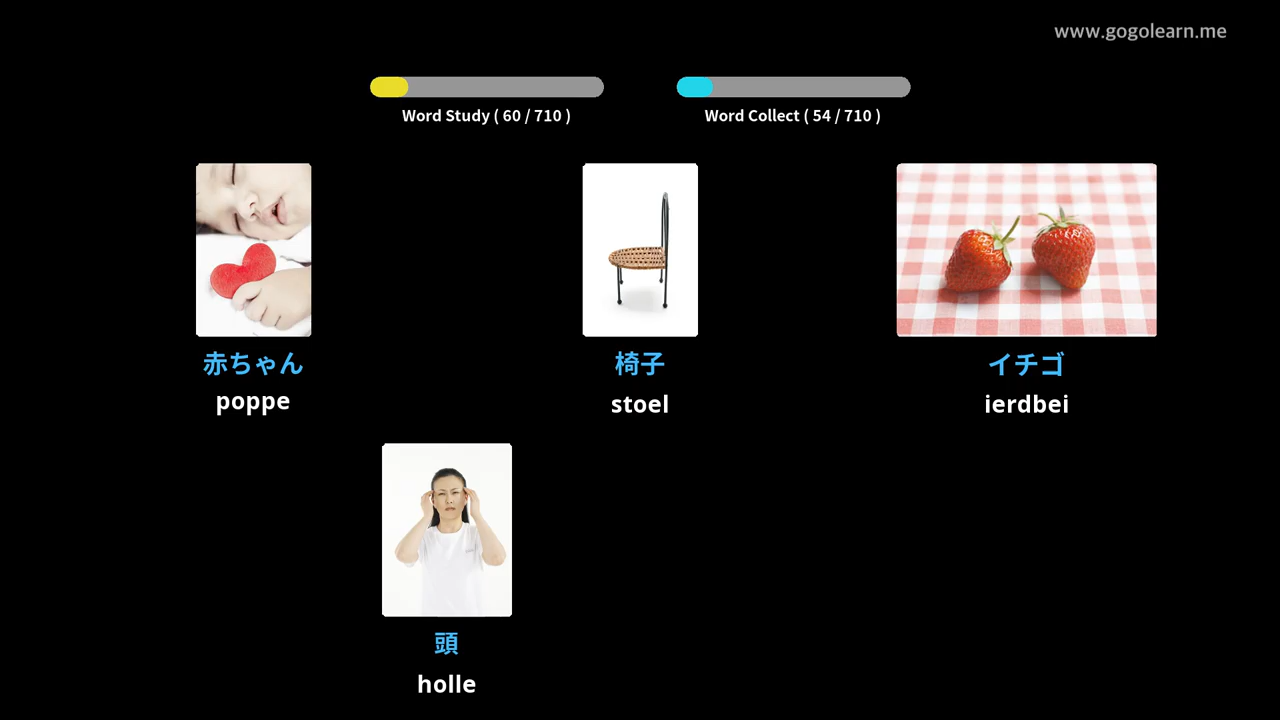 www.gogolearn.me
Word Study ( 60 / 710 )
Word Collect ( 54 / 710 )
赤ちゃん
poppe
椅子
stoel
イチゴ
ierdbei
頭
holle